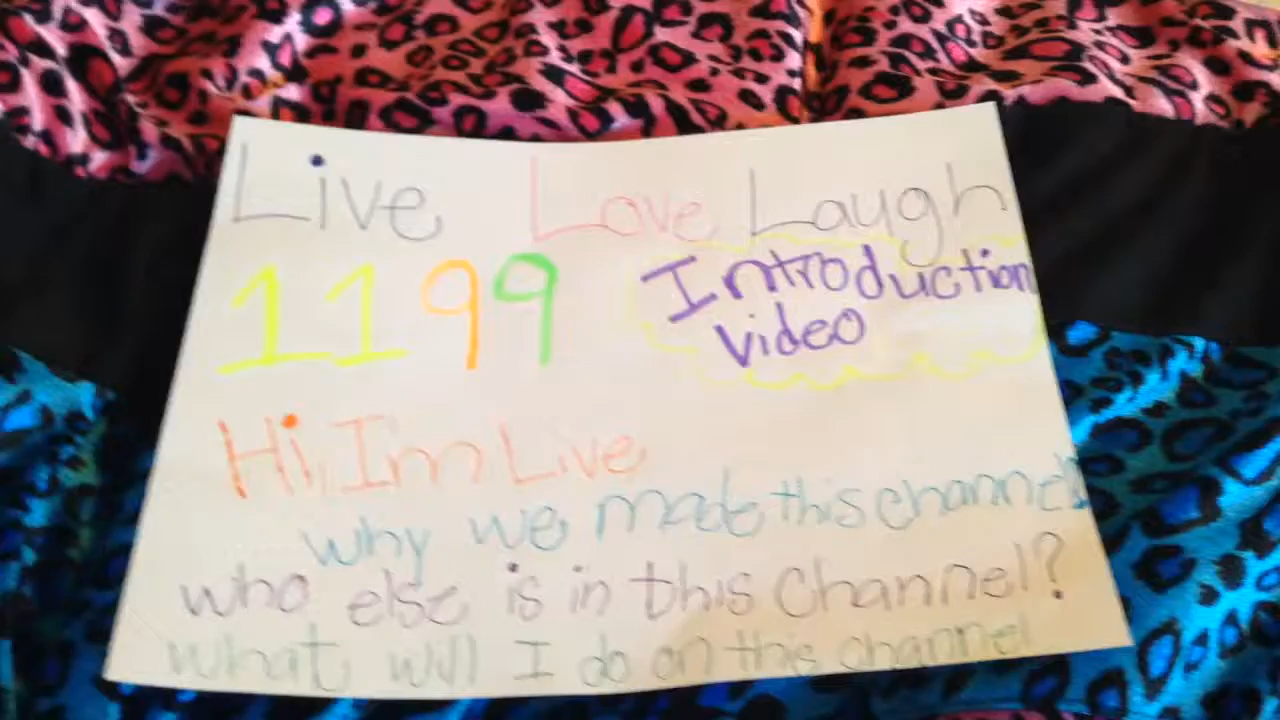 Live Love Laugh
1199 Introduction
video
Hi, Im Live
why we made this channel
who else is in this channel?
What will I do on this channel